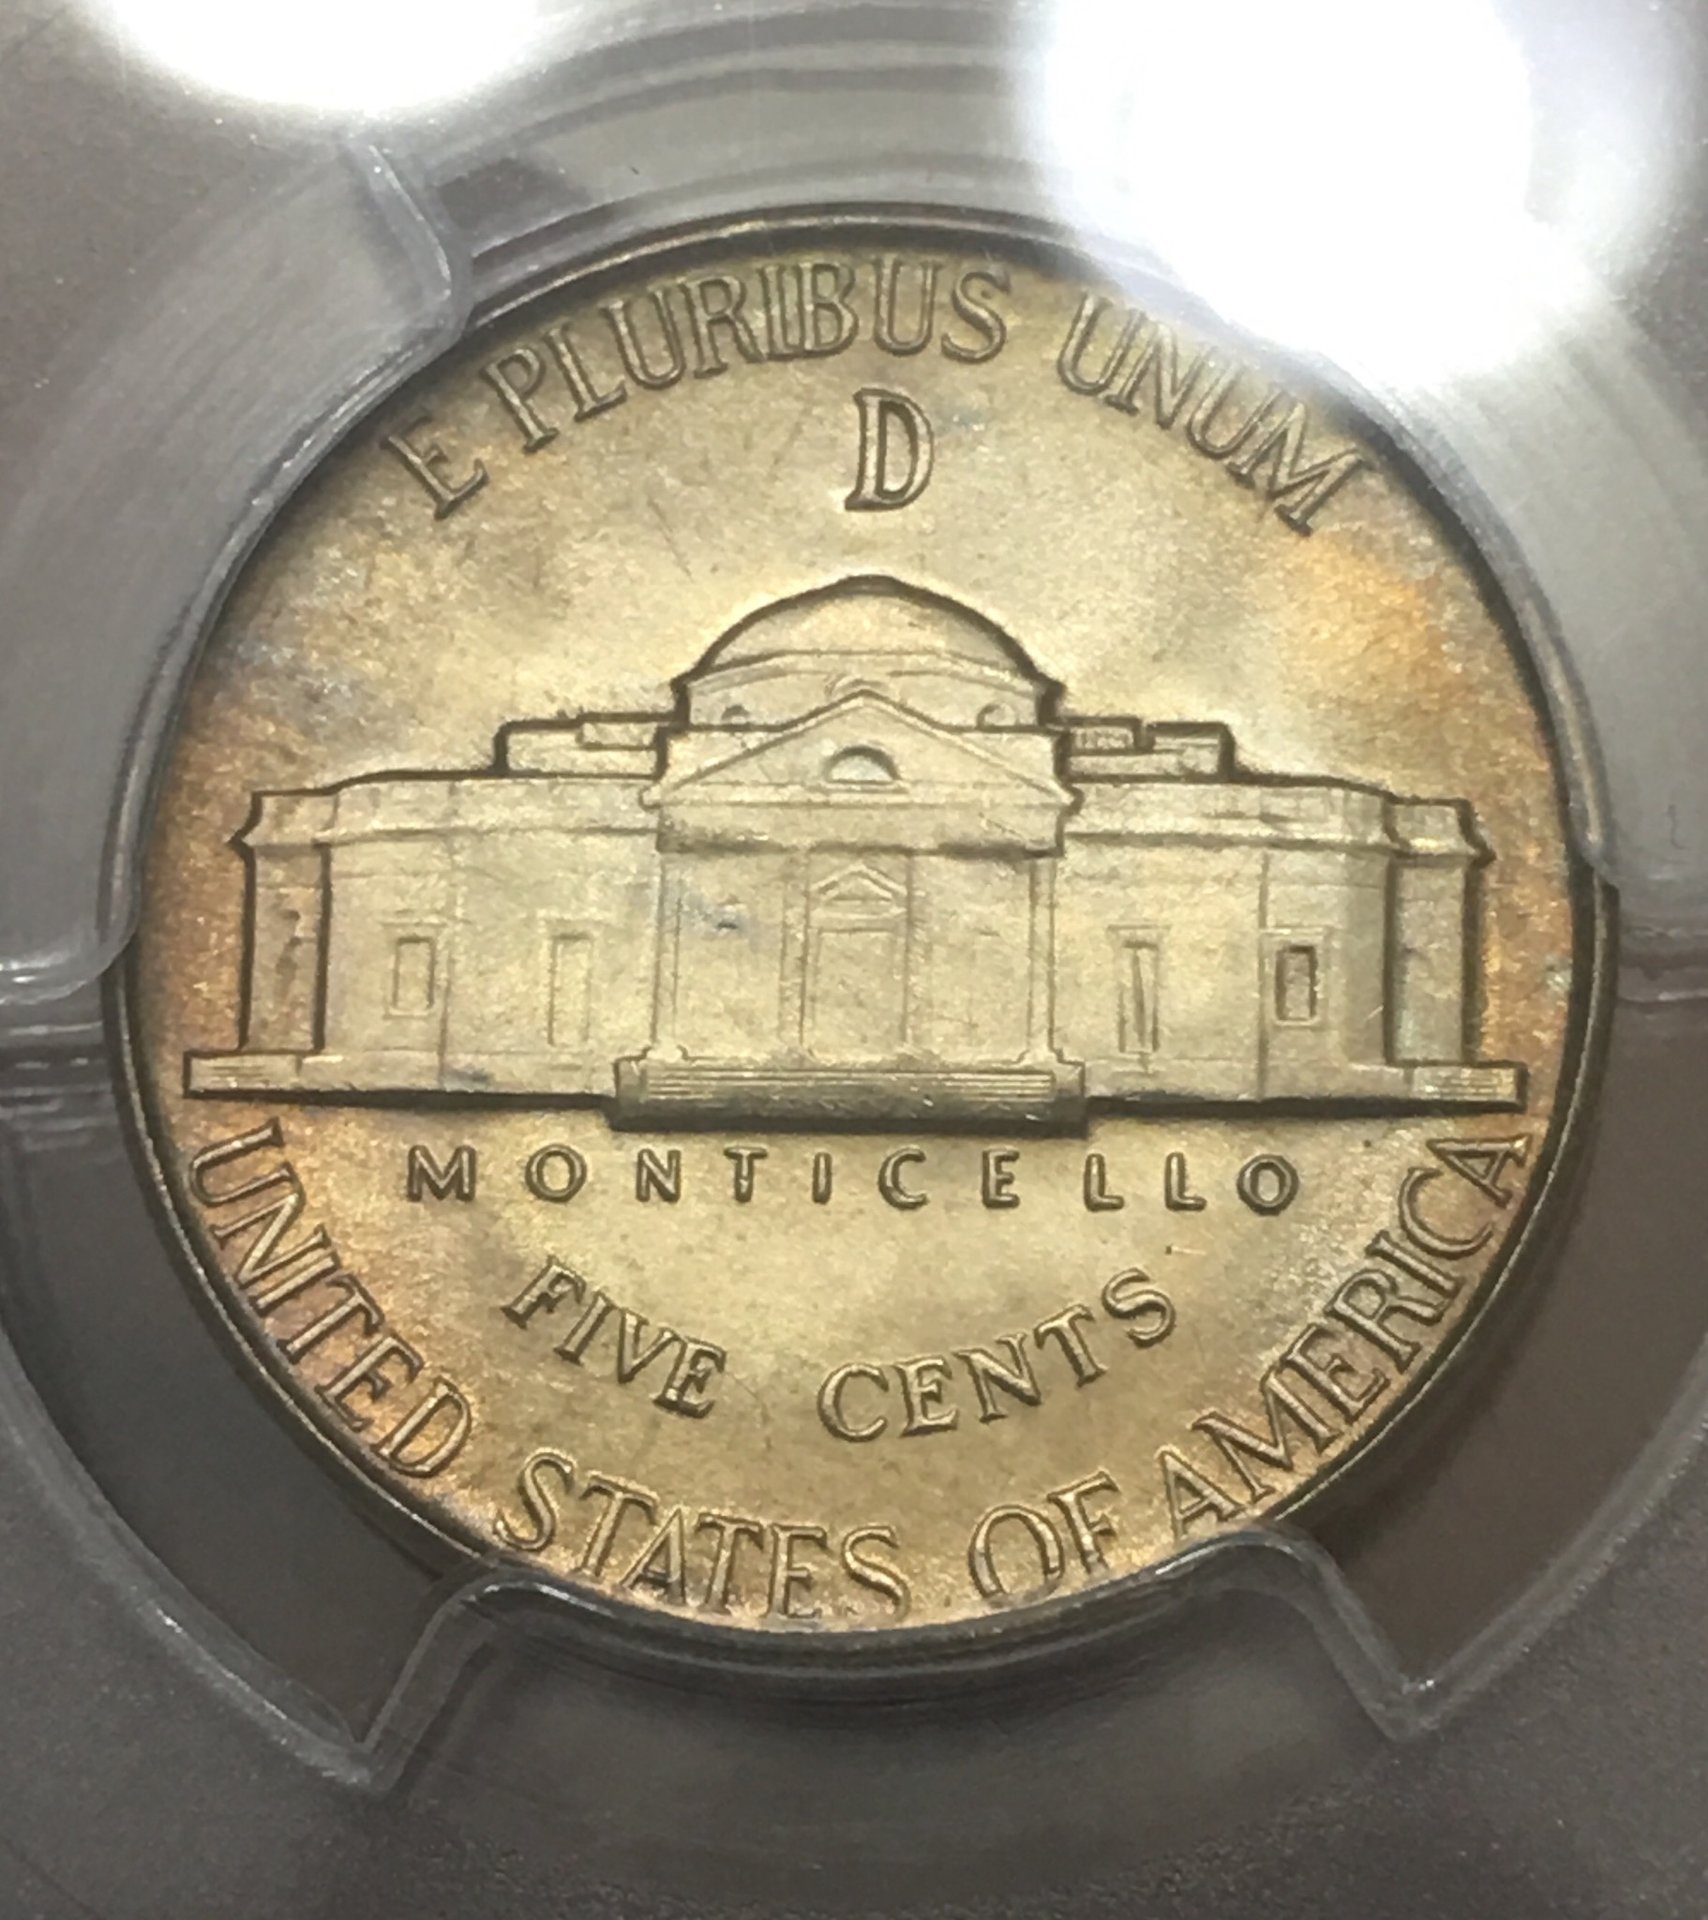 E PLURIBUS UNUM
D
MONTICELLO
FIVE CENTS
UNITED STATES OF AMERICA